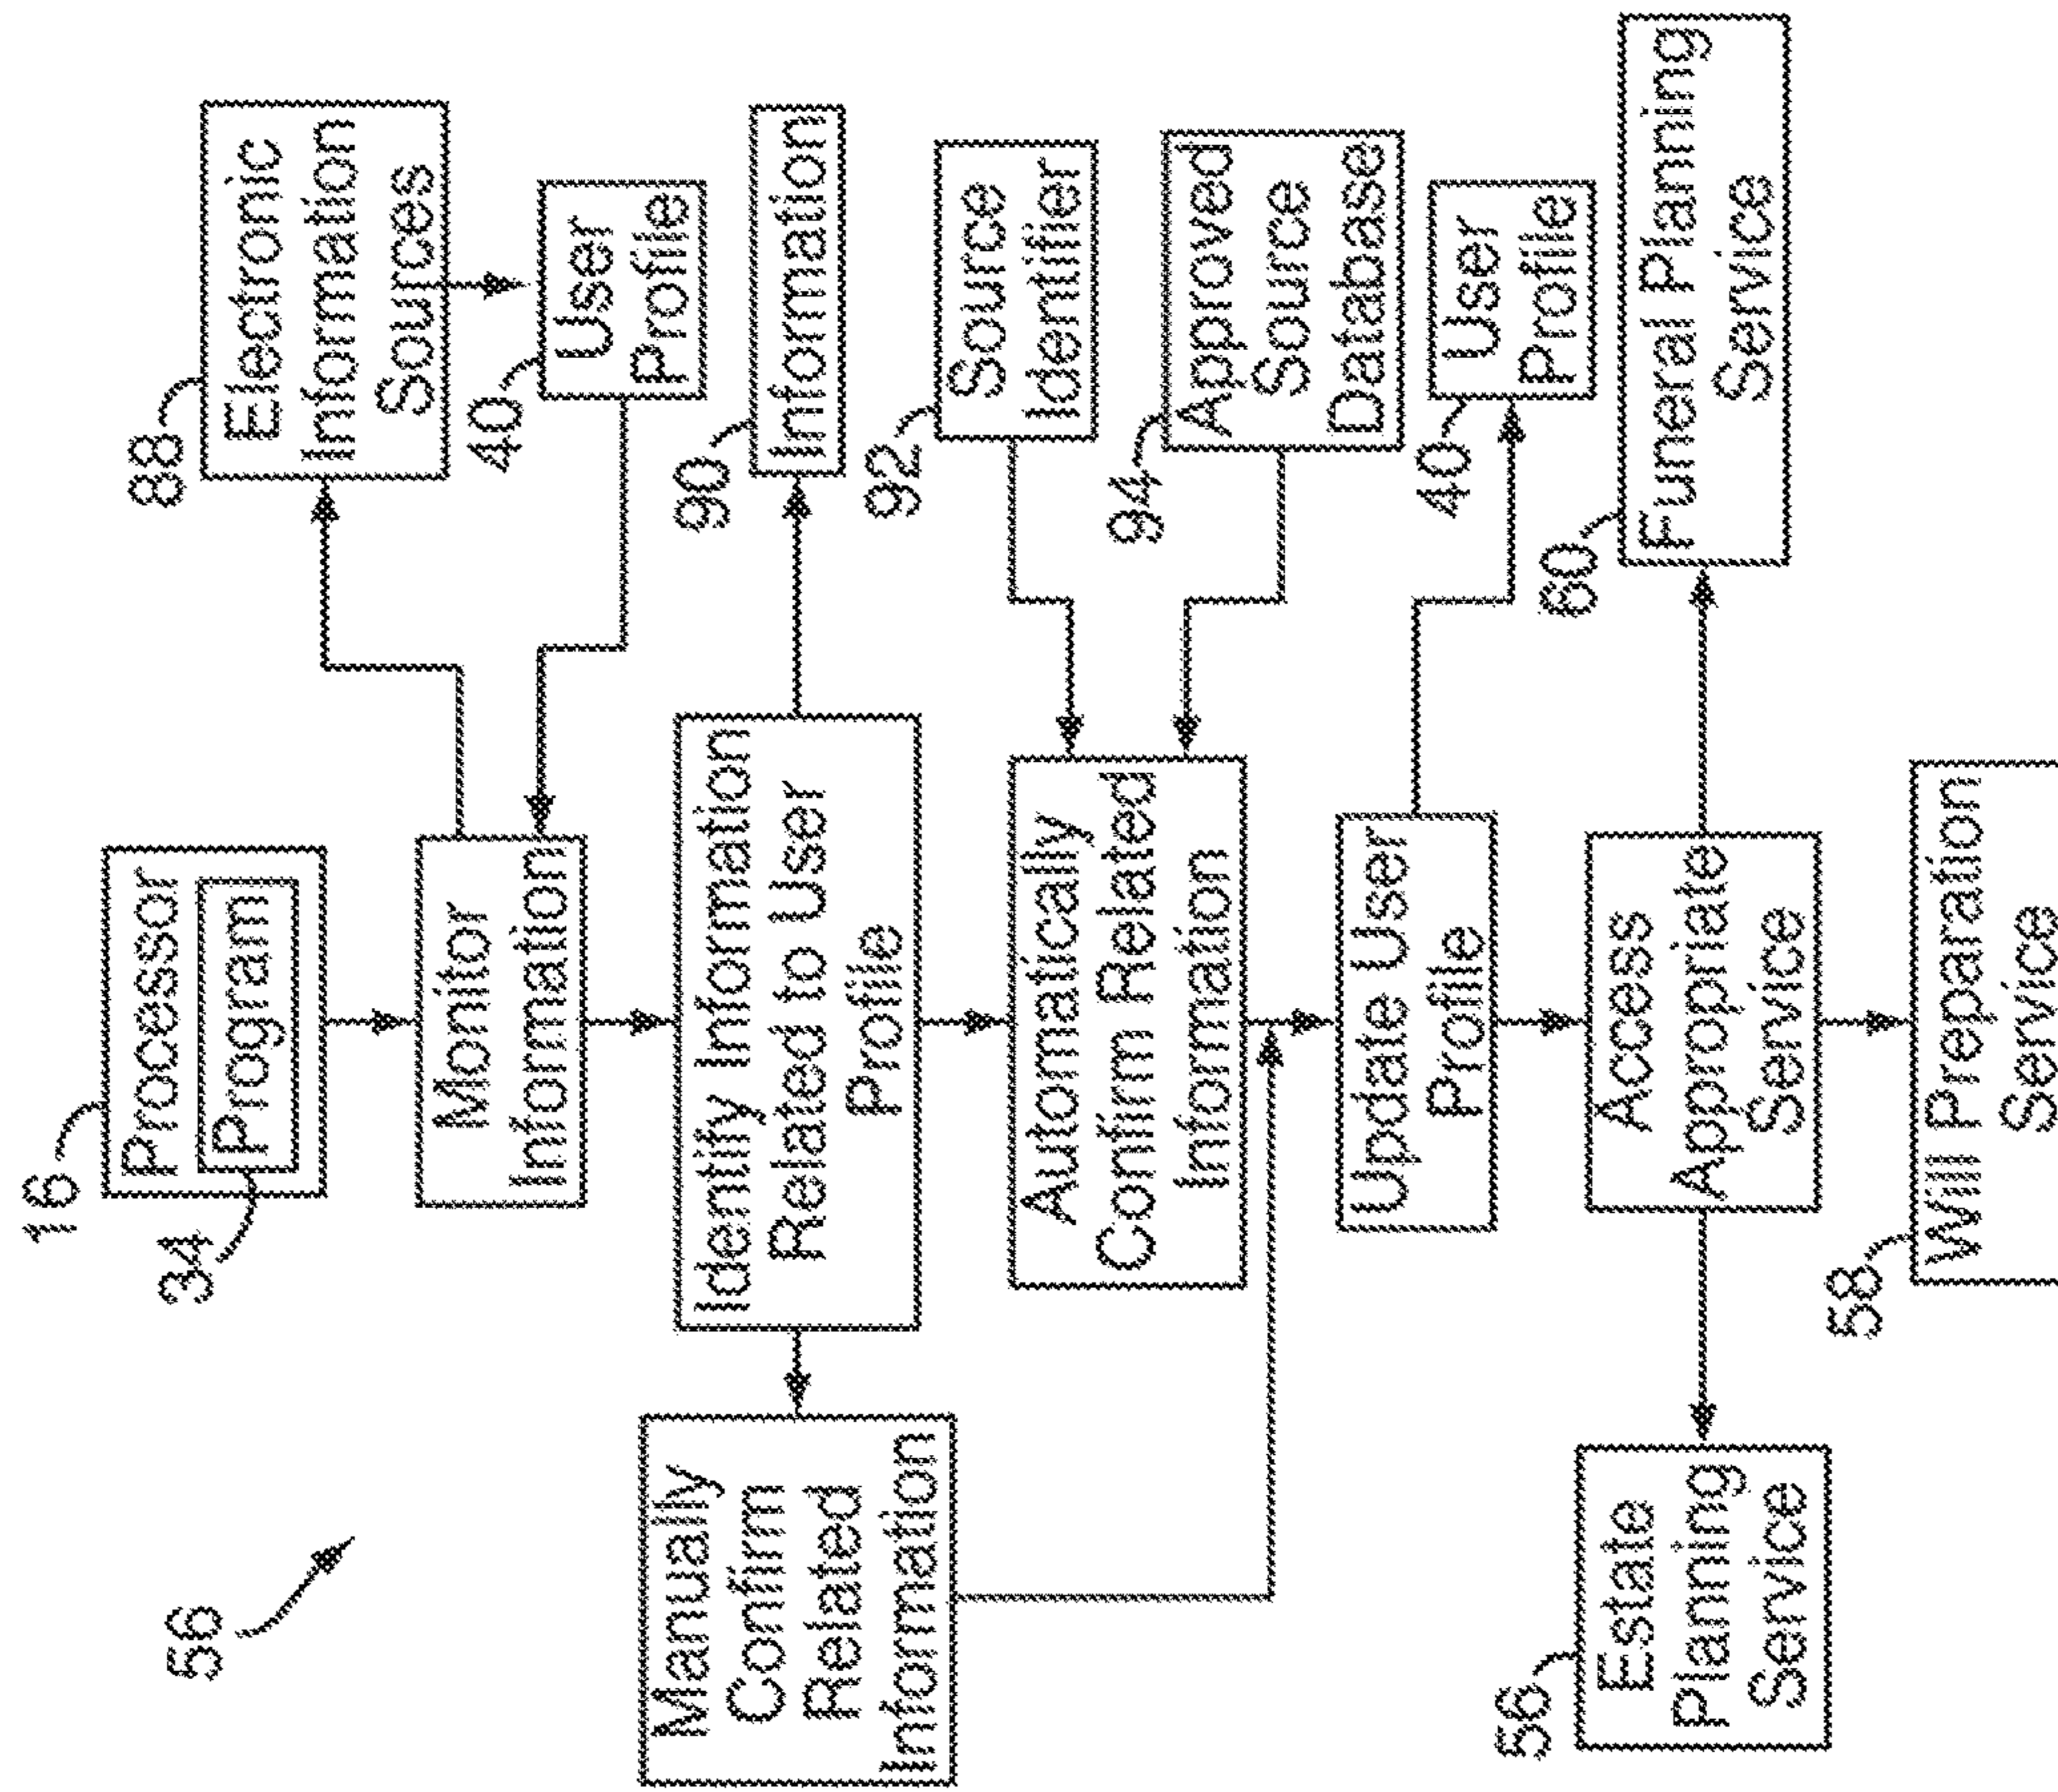 56
16
Processor
34
Program
Monitor
Information
88
Electronic
Information
Sources
40
User
Profile
Identify Information
Related to User
Profile
90
Information
Manually
Confirm
Related
Information
Automatically
Confirm Related
Information
92
Source
Identifier
94
Approved
Source
Database
Update User
Profile
40
User
Profile
Access
Appropriate
Service
60
Funeral Planning
Service
56
Estate
Planning
Service
58
Will Preparation
Service